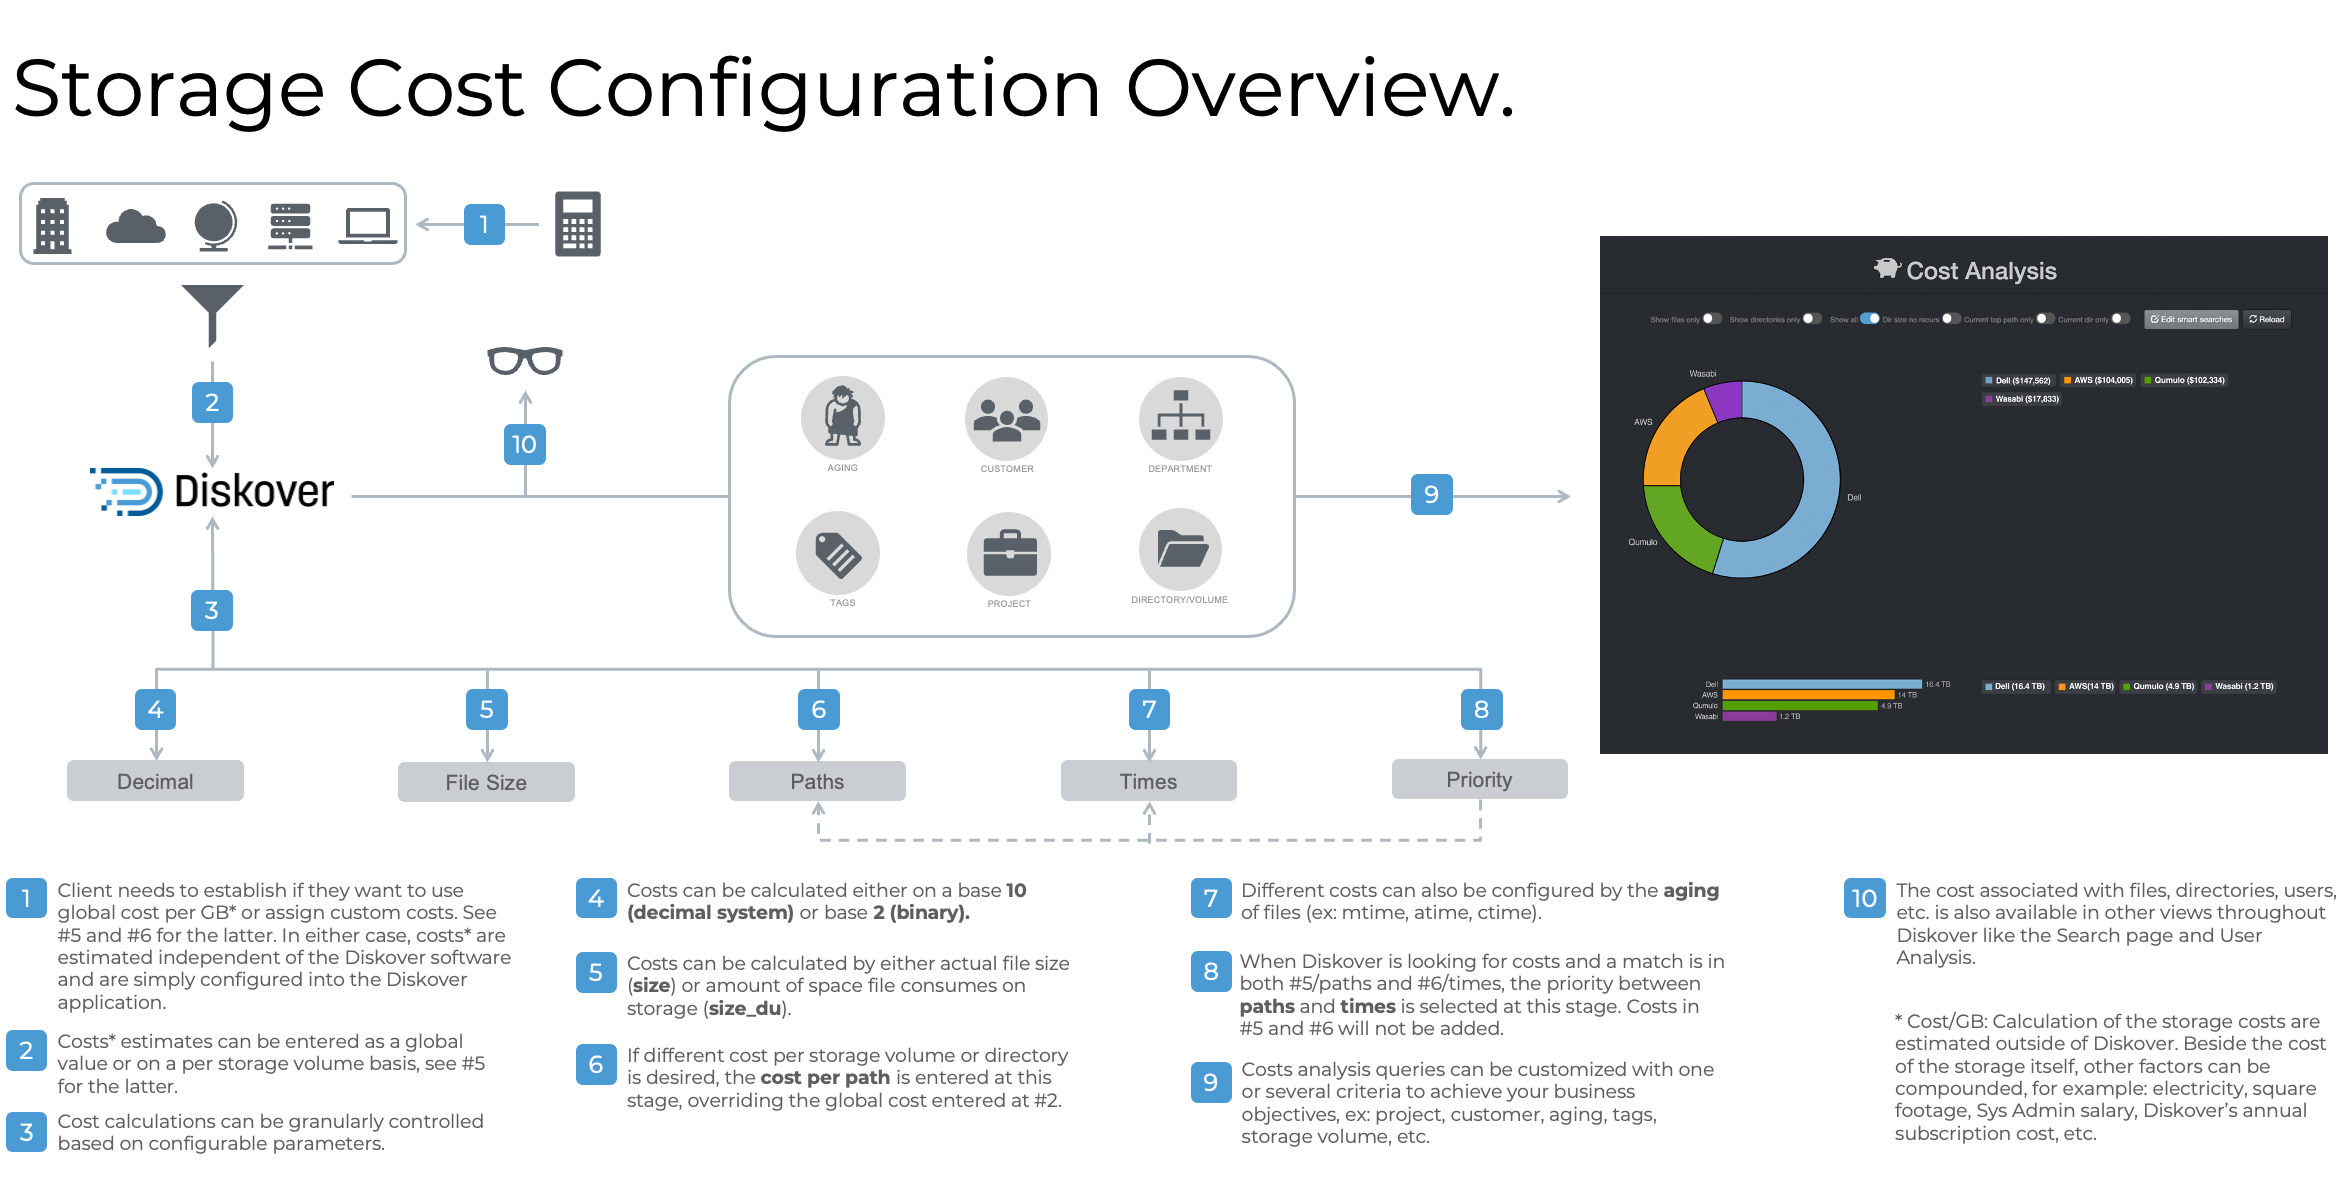 Storage Cost Configuration Overview.
1
2
Diskover
3
10
AGING
CUSTOMER
DEPARTMENT
TAGS
PROJECT
DIRECTORY/VOLUME
9
4
5
6
7
8
Decimal
File Size
Paths
Times
Priority
Cost Analysis
Show files only
Show directories only
Show all
Dir size no recurs
Current top path only
Current dir only
Edit smart searches
Reload
Wasabi
AWS
Qumulo
Dell
Dell ($147,562)
AWS ($104,005)
Qumulo ($102,334)
Wasabi ($17,833)
Dell
16.4 TB
AWS
14 TB
Qumulo
4.9 TB
Wasabi
1.2 TB
Dell (16.4 TB)
AWS(14 TB)
Qumulo (4.9 TB)
Wasabi (1.2 TB)
1
Client needs to establish if they want to use
global cost per GB* or assign custom costs. See
#5 and #6 for the latter. In either case, costs* are
estimated independent of the Diskover software
and are simply configured into the Diskover
application.
2
Costs* estimates can be entered as a global
value or on a per storage volume basis, see #5
for the latter.
3
Cost calculations can be granularly controlled
based on configurable parameters.
4
Costs can be calculated either on a base 10
(decimal system) or base 2 (binary).
5
Costs can be calculated by either actual file size
(size) or amount of space file consumes on
storage (size_du).
6
If different cost per storage volume or directory
is desired, the cost per path is entered at this
stage, overriding the global cost entered at #2.
7
Different costs can also be configured by the aging
of files (ex: mtime, atime, ctime).
8
When Diskover is looking for costs and a match is in
both #5/paths and #6/times, the priority between
paths and times is selected at this stage. Costs in
#5 and #6 will not be added.
9
Costs analysis queries can be customized with one
or several criteria to achieve your business
objectives, ex: project, customer, aging, tags,
storage volume, etc.
10
The cost associated with files, directories, users,
etc. is also available in other views throughout
Diskover like the Search page and User
Analysis.
* Cost/GB: Calculation of the storage costs are
estimated outside of Diskover. Beside the cost
of the storage itself, other factors can be
compounded, for example: electricity, square
footage, Sys Admin salary, Diskover's annual
subscription cost, etc.